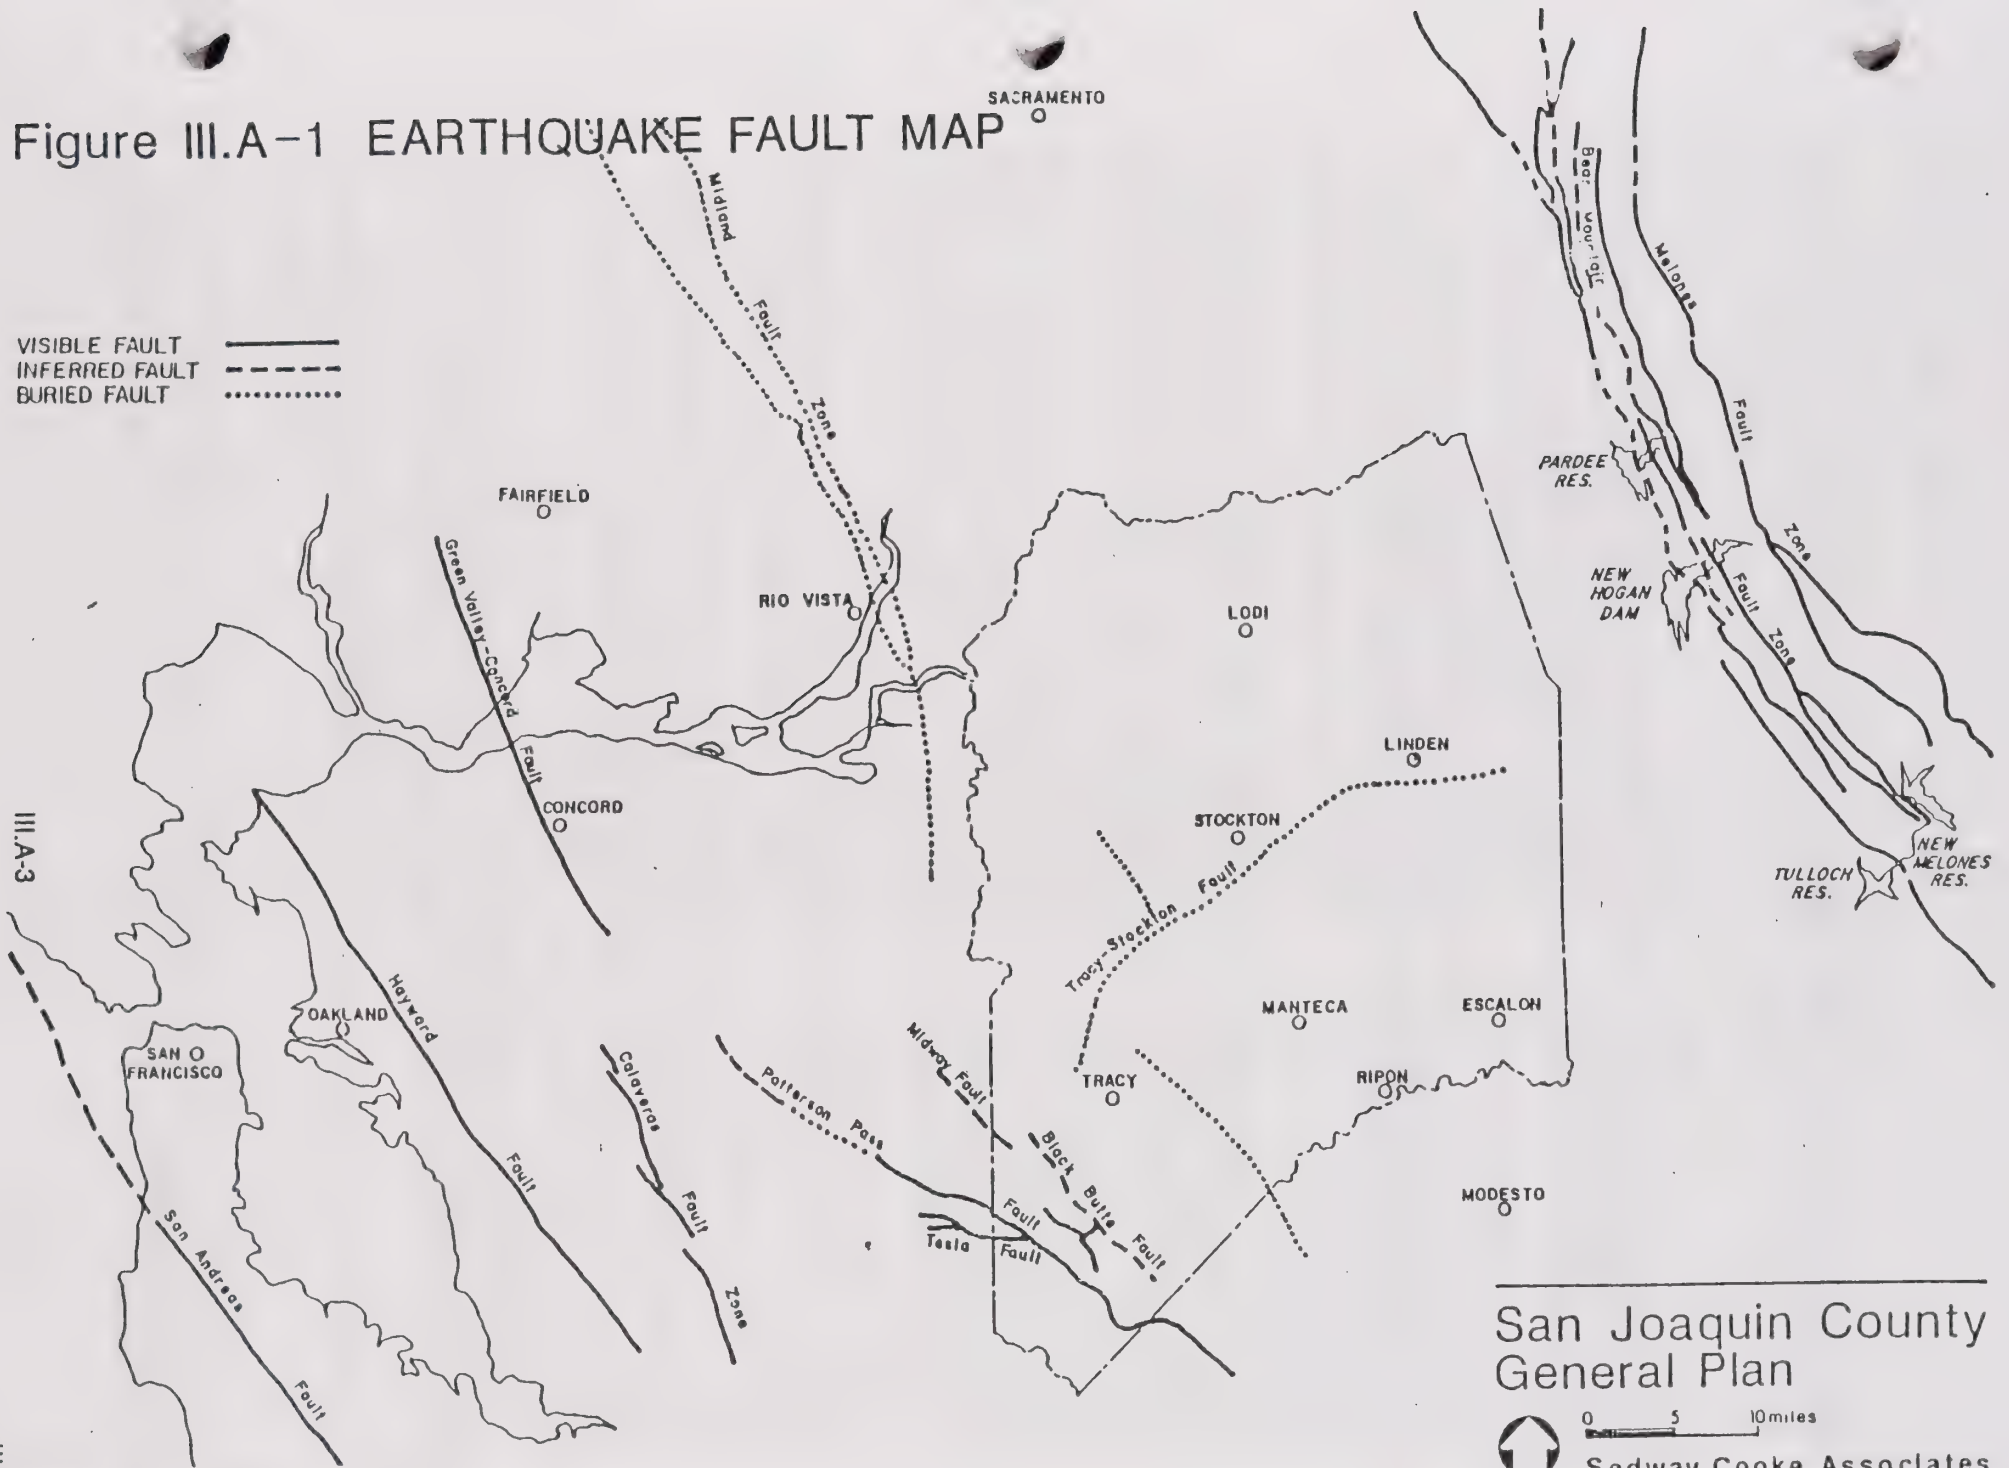 SACRAMENTO
Figure III.A-1 EARTHQUAKE FAULT MAP
Midland
Fault
Zone
Bear Mountain
Fault
Zone
Melones
Fault
Zone
VISIBLE FAULT
INFERRED FAULT
BURIED FAULT
PARDEE
RES.
FAIRFIELD
Green Valley-Concord
Fault
RIO VISTA
NEW
HOGAN
DAM
LODI
LINDEN
CONCORD
STOCKTON
Tracy-Stockton Fault
NEW
MELONES
RES.
TULLOCH
RES.
III.A-3
Hayward
Fault
OAKLAND
SAN
FRANCISCO
MANTECA
ESCALON
Calaveras
Fault
Zone
Patterson Pass
Fault
Midway Fault
TRACY
RIPON
Black Butte Fault
Tesla Fault
MODESTO
San Andreas
Fault
San Joaquin County
General Plan
0 5 10 miles
Sedway Cooke Associates